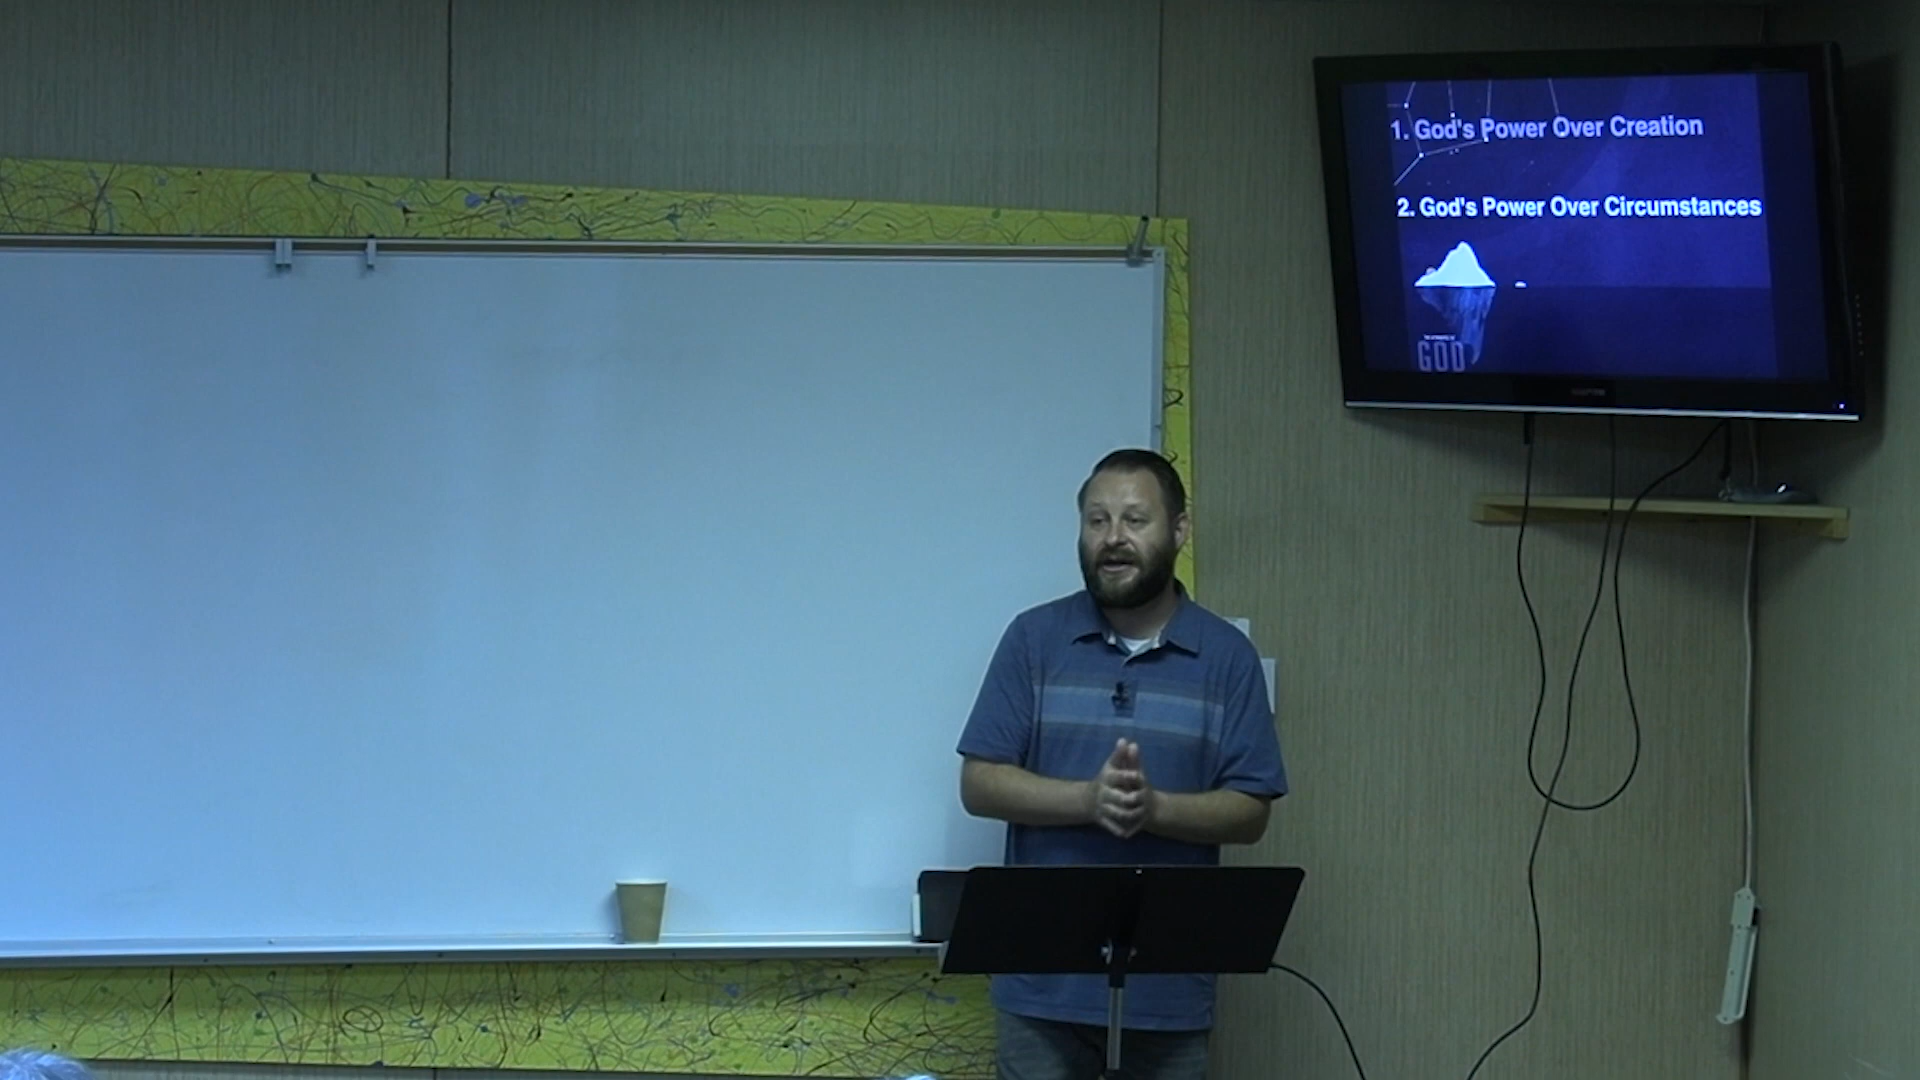 1. God's Power Over Creation
2. God's Power Over Circumstances
GOD